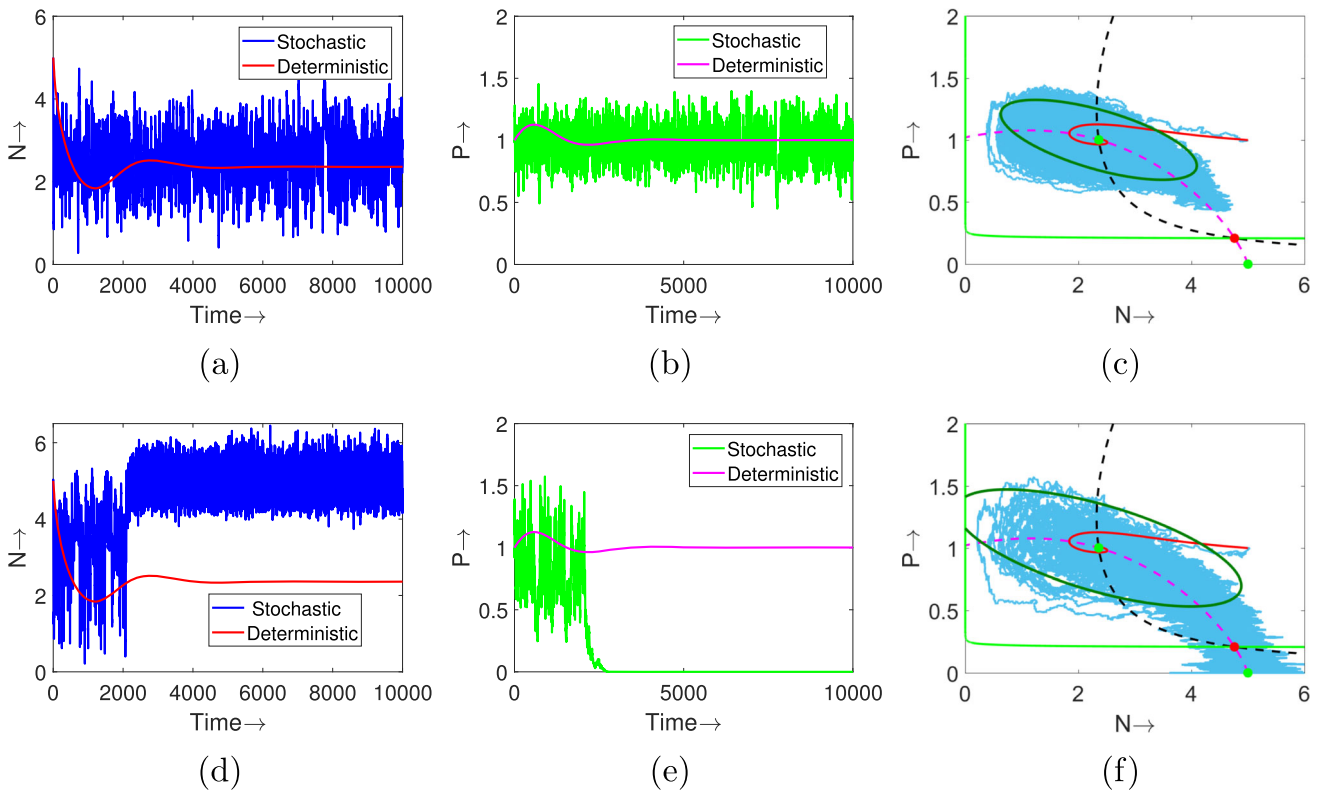 6
4
2
0
N→
Stochastic
Deterministic
0 2000 4000 6000 8000 10000
Time→
(a)
2
1.5
1
0.5
0
P→
Stochastic
Deterministic
0 5000 10000
Time→
(b)
2
1.5
1
0.5
0
P→
0 2 4 6
N→
(c)
6
4
2
0
N→
Stochastic
Deterministic
0 2000 4000 6000 8000 10000
Time→
(d)
2
1.5
1
0.5
0
P→
Stochastic
Deterministic
0 5000 10000
Time→
(e)
2
1.5
1
0.5
0
P→
0 2 4 6
N→
(f)